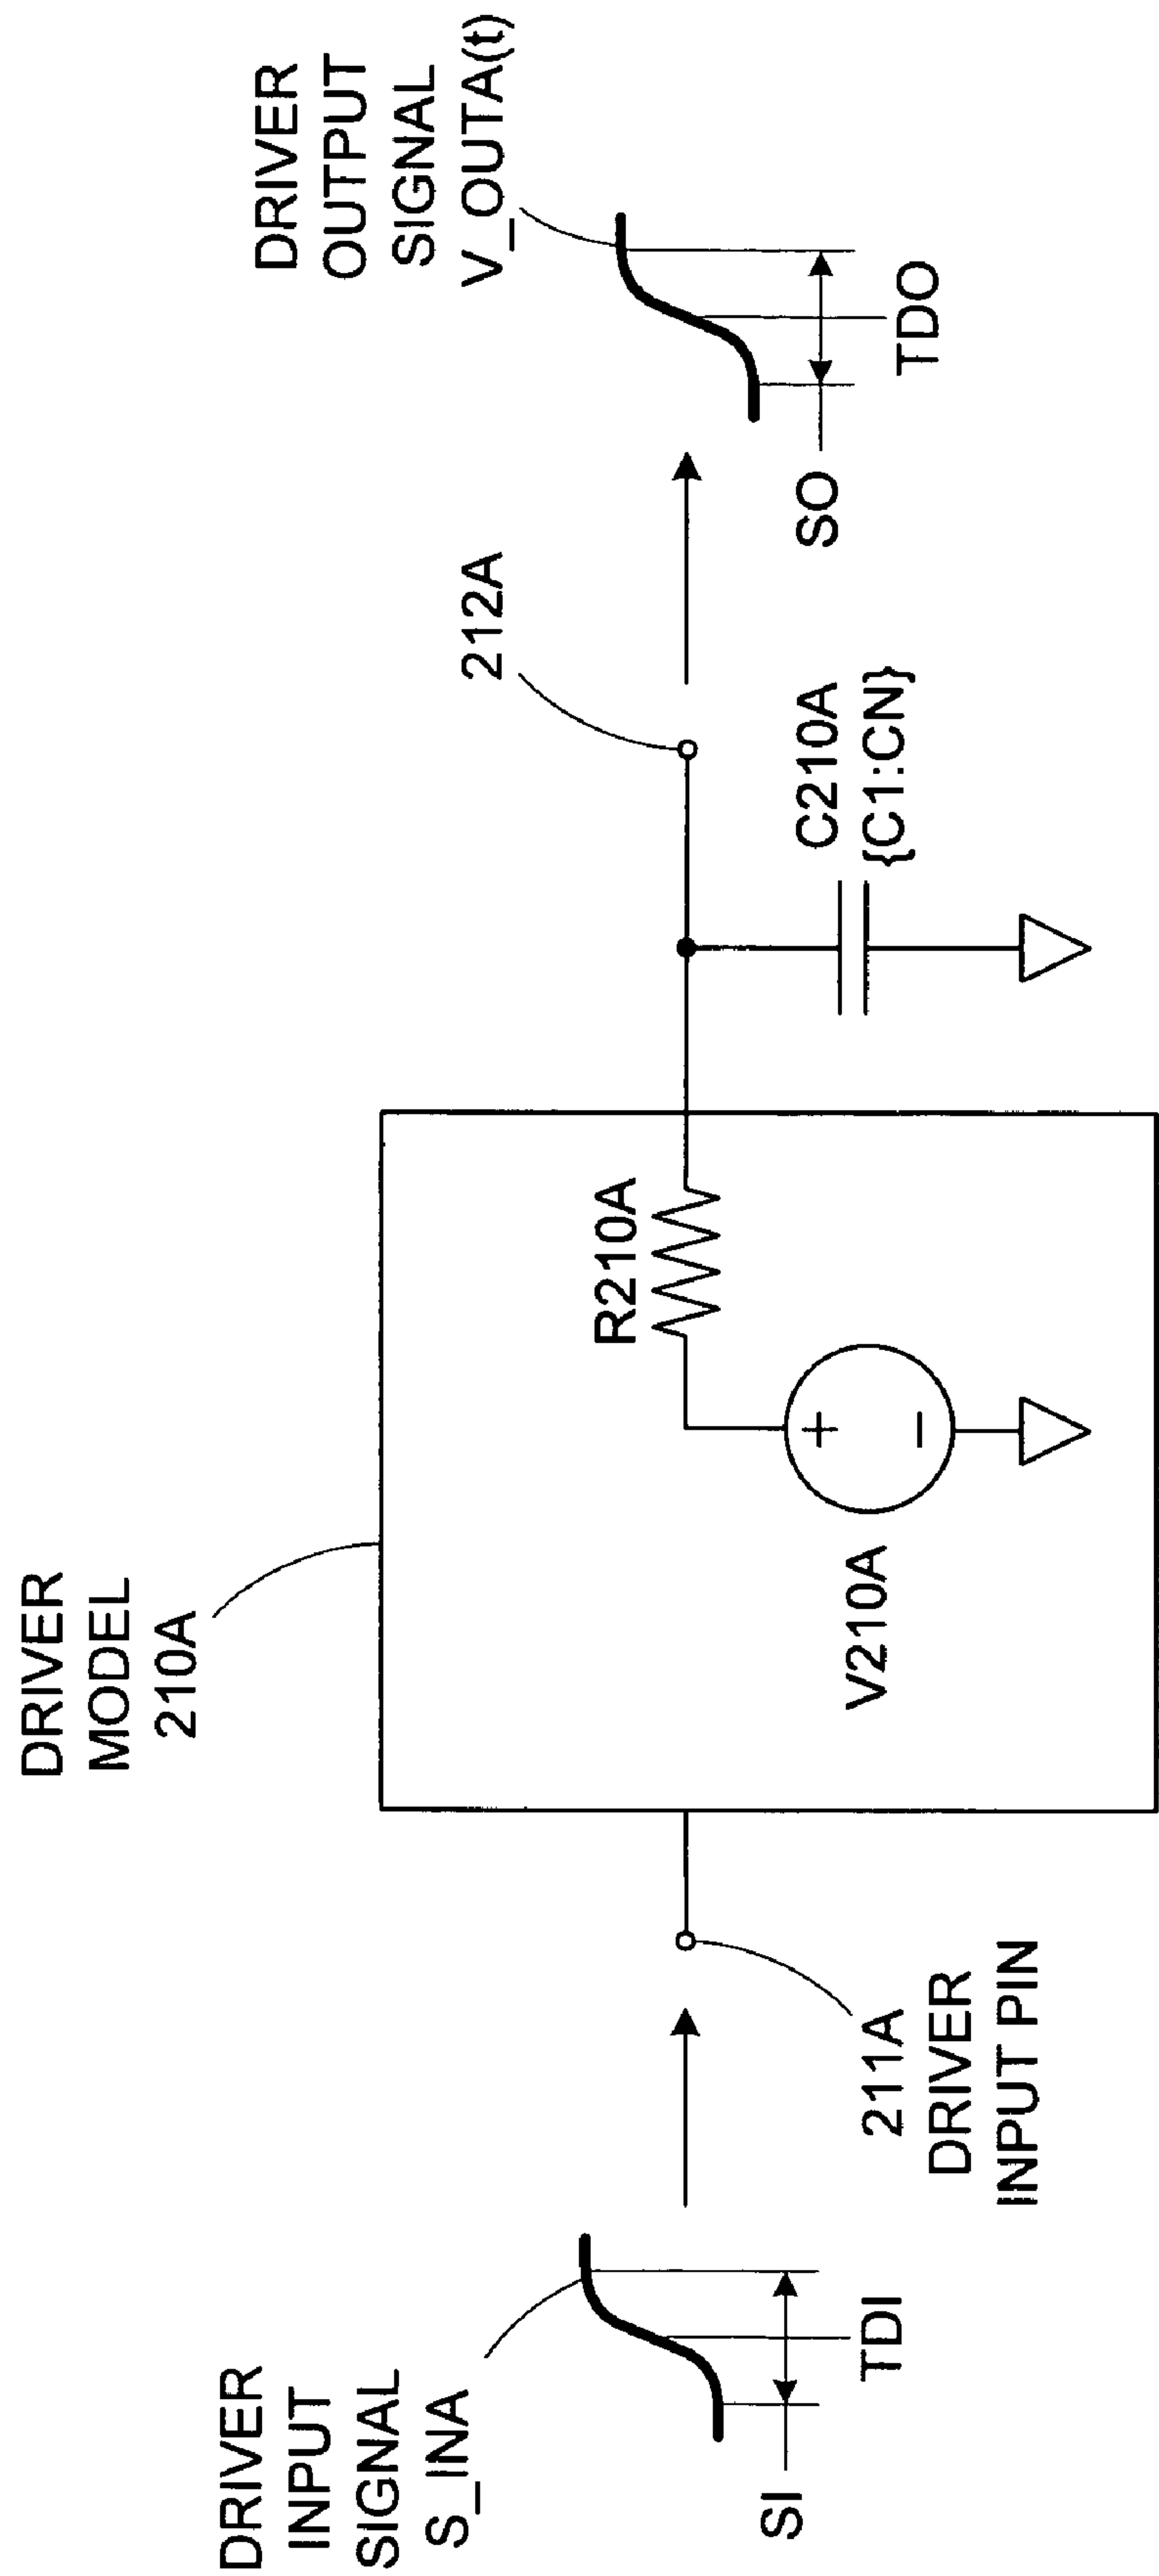 DRIVER
INPUT
SIGNAL
S_INA
SI
TDI
211A
DRIVER
INPUT PIN
DRIVER
MODEL
210A
V210A
+
−
R210A
C210A
{C1:CN}
212A
DRIVER
OUTPUT
SIGNAL
V_OUTA(t)
SO
TDO